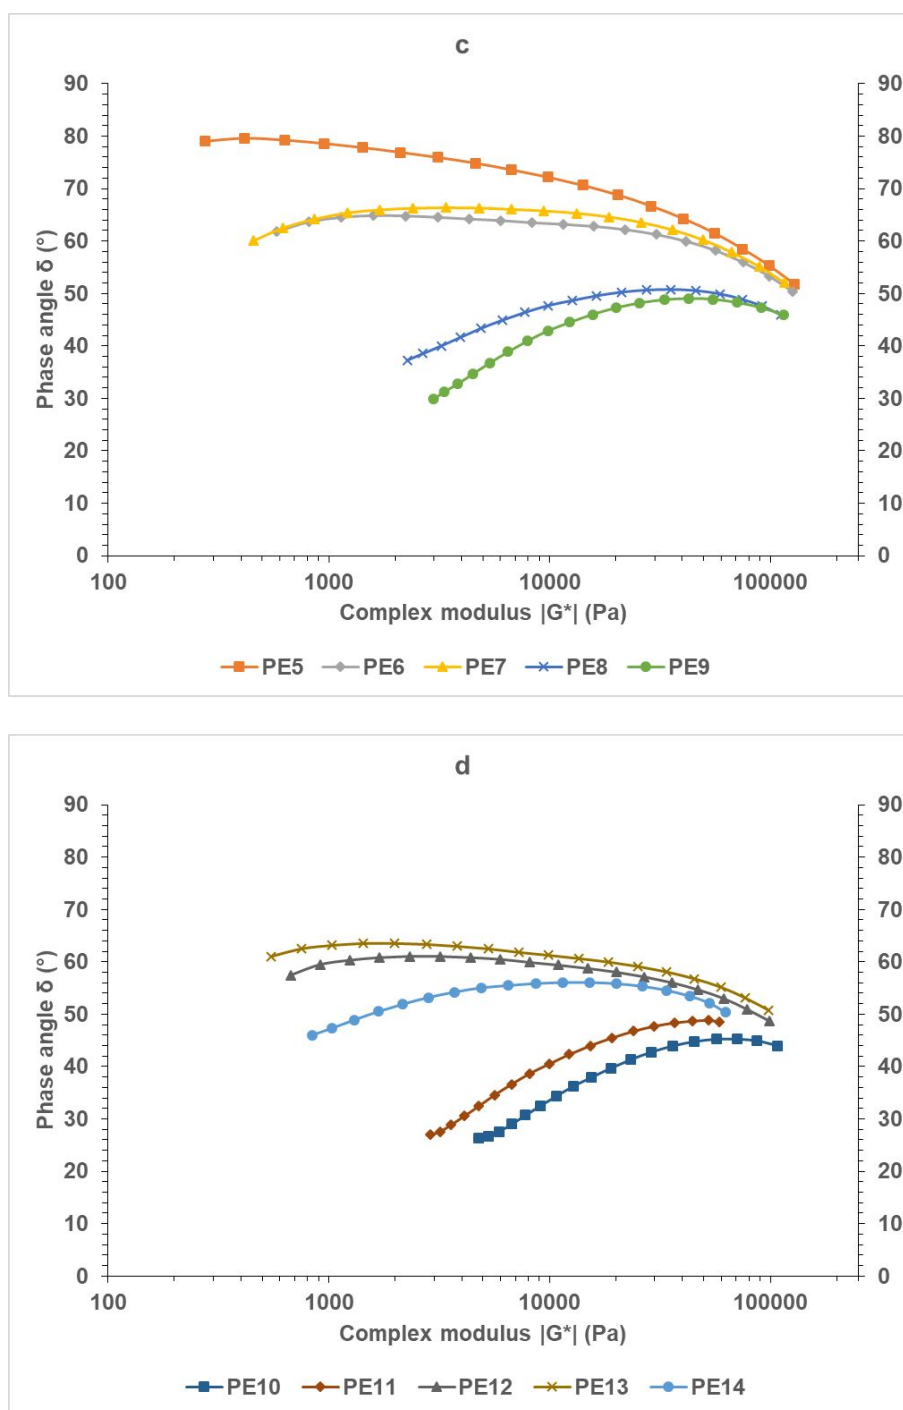 c
90 90
80 80
70 70
60 60
50 50
40 40
30 30
20 20
10 10
0 0
Phase angle δ (°)
100 1000 10000 100000
Complex modulus |G*| (Pa)
PE5 PE6 PE7 PE8 PE9
d
90 90
80 80
70 70
60 60
50 50
40 40
30 30
20 20
10 10
0 0
Phase angle δ (°)
100 1000 10000 100000
Complex modulus |G*| (Pa)
PE10 PE11 PE12 PE13 PE14